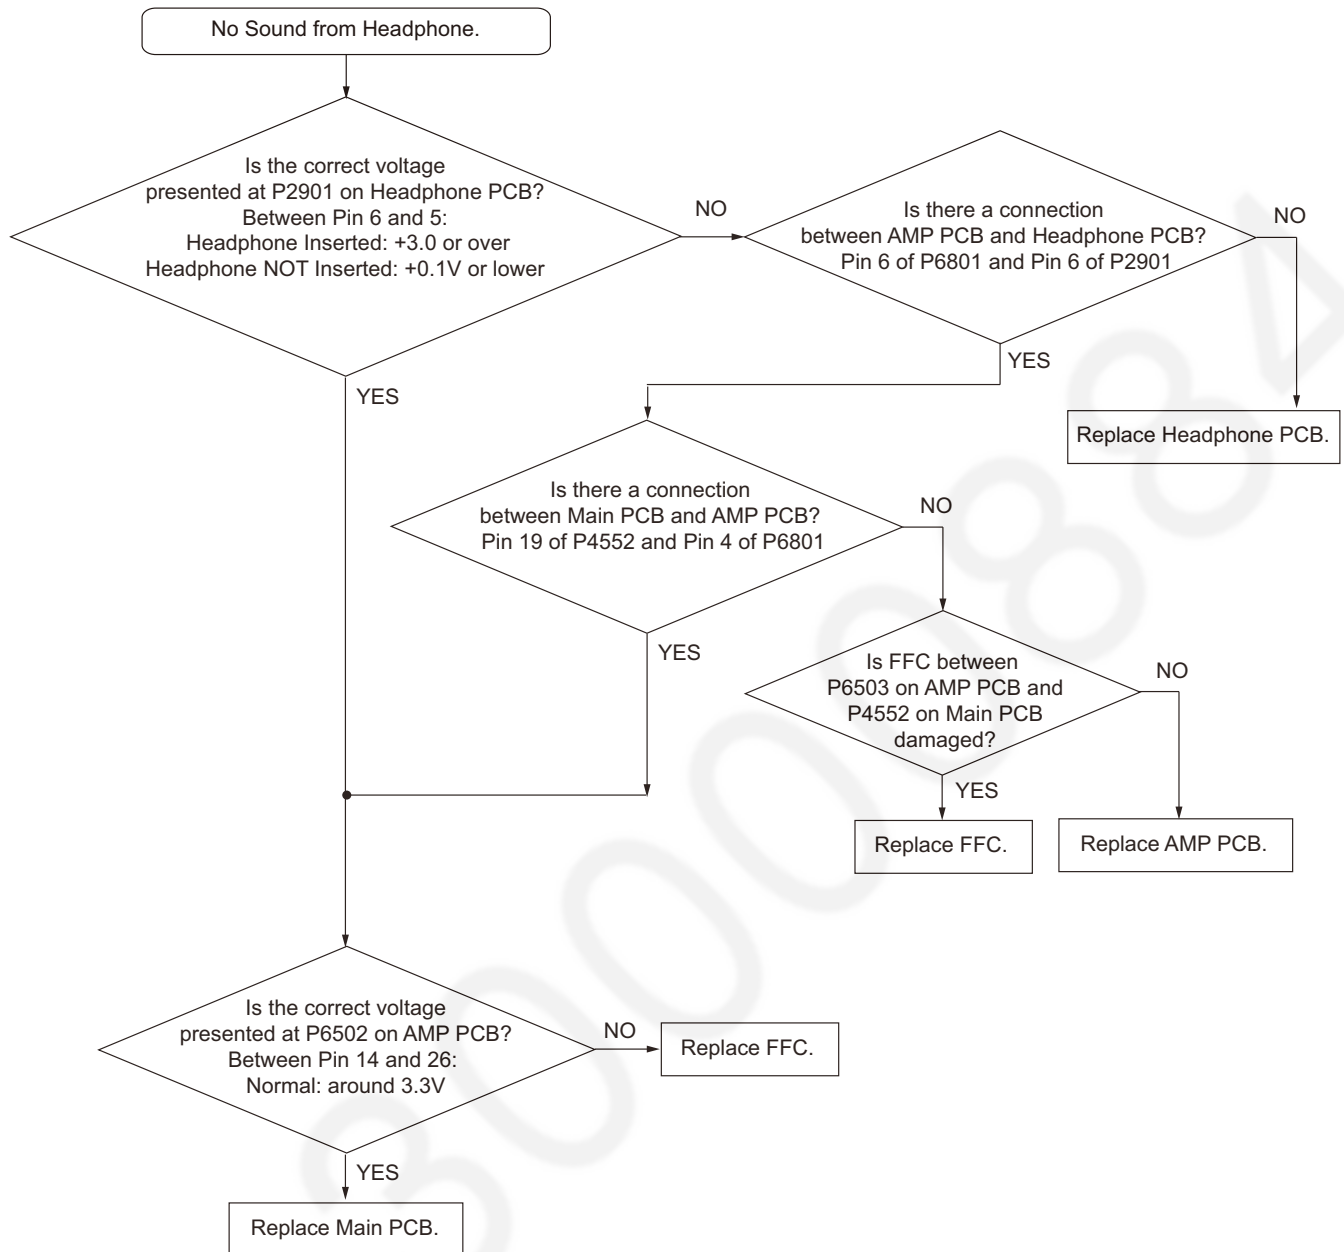 No Sound from Headphone.
Is the correct voltage
presented at P2901 on Headphone PCB?
Between Pin 6 and 5:
Headphone Inserted: +3.0 or over
Headphone NOT Inserted: +0.1V or lower
NO
Is there a connection
between AMP PCB and Headphone PCB?
Pin 6 of P6801 and Pin 6 of P2901
NO
YES
YES
Replace Headphone PCB.
Is there a connection
between Main PCB and AMP PCB?
Pin 19 of P4552 and Pin 4 of P6801
NO
YES
Is FFC between
P6503 on AMP PCB and
P4552 on Main PCB
damaged?
NO
YES
Replace FFC.
Replace AMP PCB.
Is the correct voltage
presented at P6502 on AMP PCB?
Between Pin 14 and 26:
Normal: around 3.3V
NO
Replace FFC.
YES
Replace Main PCB.
30000884